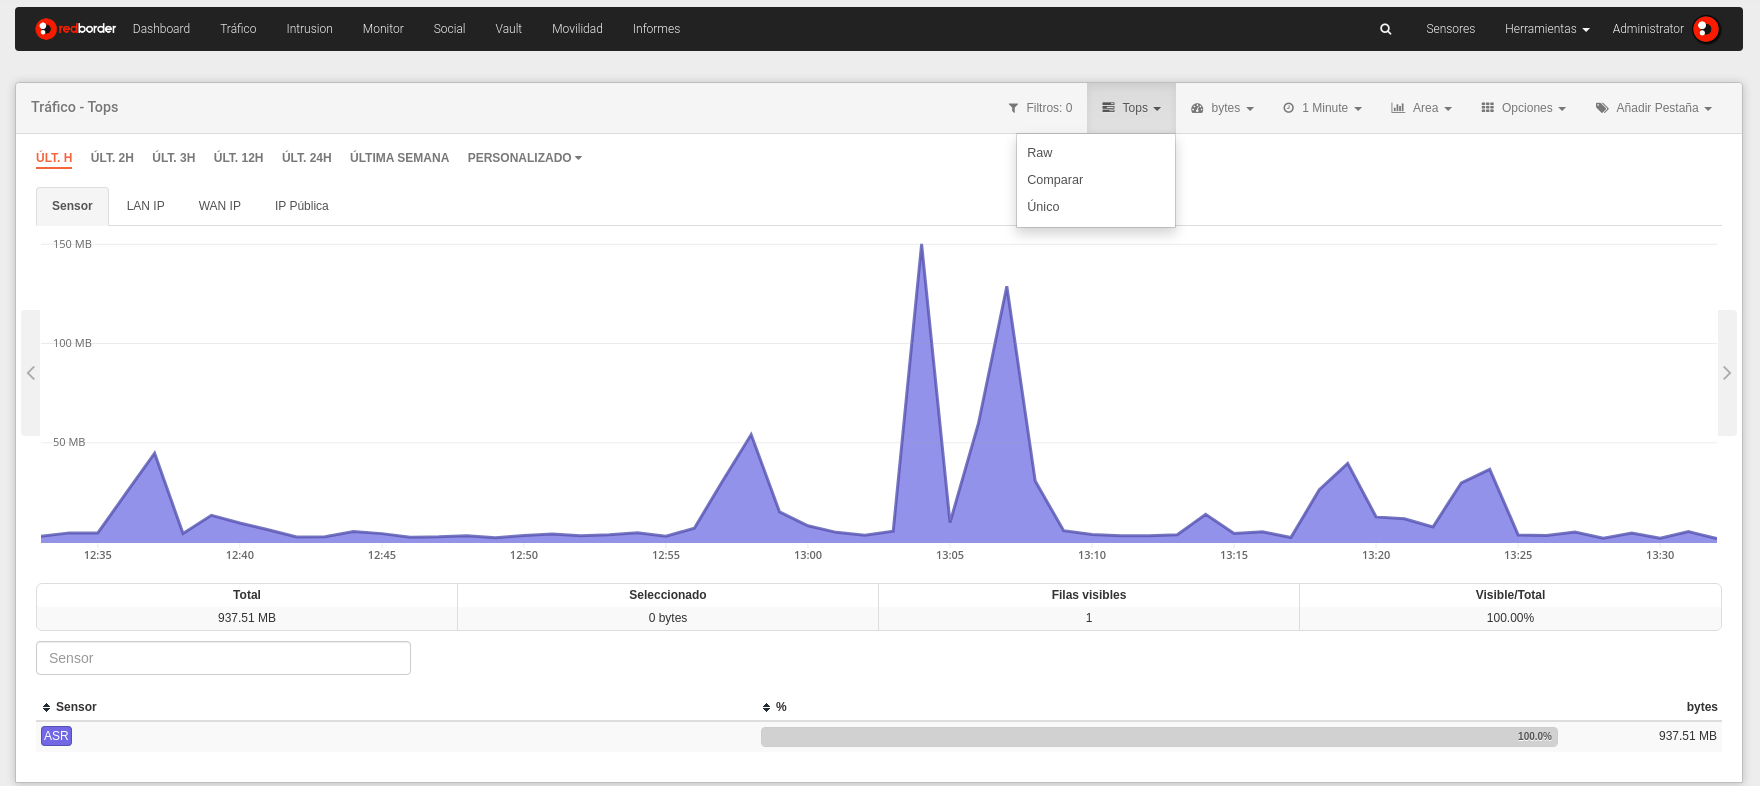 redborder Dashboard Tráfico Intrusion Monitor Social Vault Movilidad Informes Sensores Herramientas Administrator
Tráfico - Tops Filtros: 0 Tops bytes 1 Minute Area Opciones Añadir Pestaña
Raw
Comparar
Único
ÚLT. H ÚLT. 2H ÚLT. 3H ÚLT. 12H ÚLT. 24H ÚLTIMA SEMANA PERSONALIZADO
Sensor LAN IP WAN IP IP Pública
150 MB
100 MB
50 MB
12:35 12:40 12:45 12:50 12:55 13:00 13:05 13:10 13:15 13:20 13:25 13:30
Total Seleccionado Filas visibles Visible/Total
937.51 MB 0 bytes 1 100.00%
Sensor
Sensor % bytes
ASR 100.0% 937.51 MB